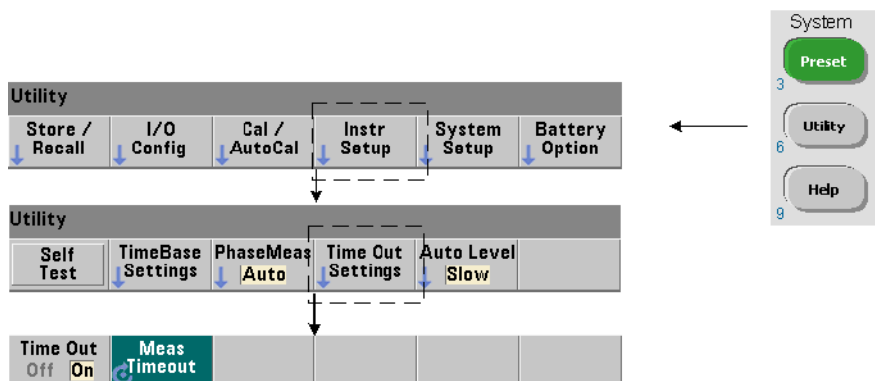 System
Preset
3
Utility
6
Help
9
Utility
Store / Recall
I/O Config
Cal / AutoCal
Instr Setup
System Setup
Battery Option
Utility
Self Test
TimeBase Settings
PhaseMeas Auto
Time Out Settings
Auto Level Slow
Time Out
Off On
Meas Timeout